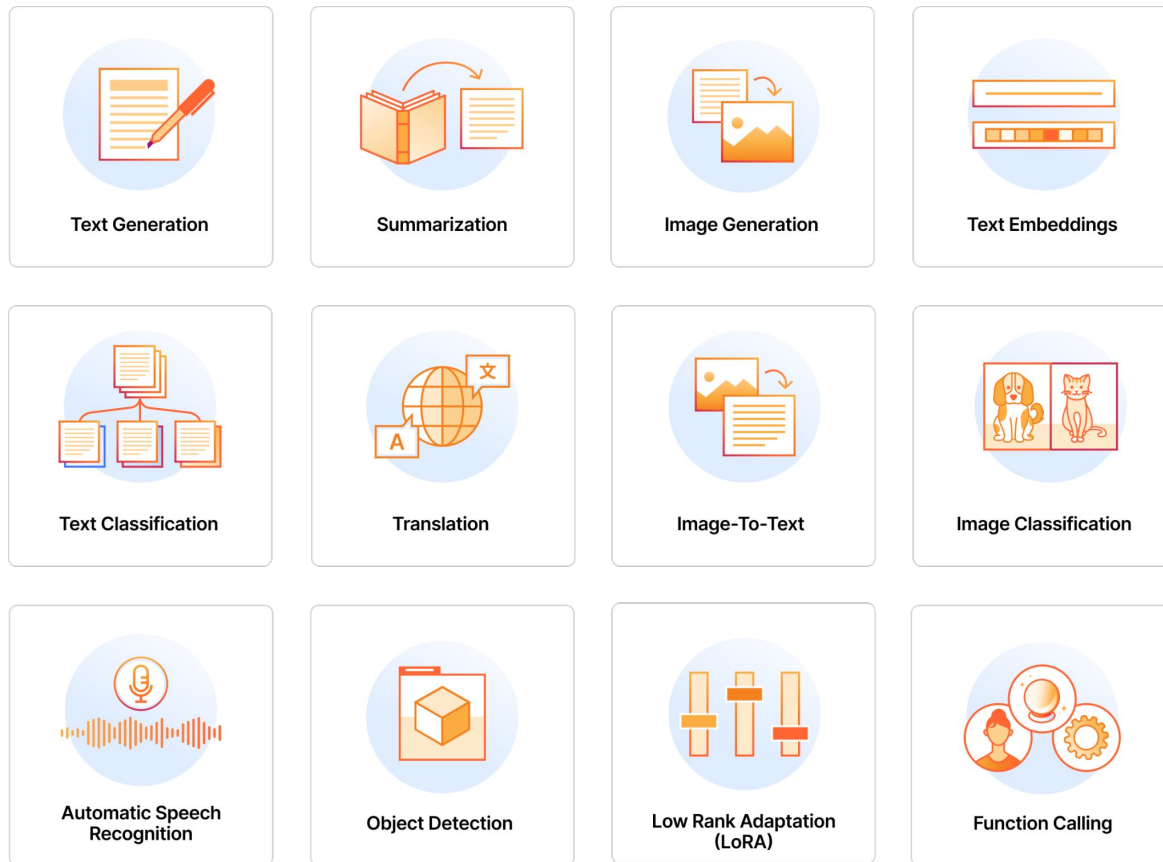 Text Generation
Summarization
Image Generation
Text Embeddings
Text Classification
文
A
Translation
Image-To-Text
Image Classification
Automatic Speech
Recognition
Object Detection
Low Rank Adaptation
(LoRA)
Function Calling